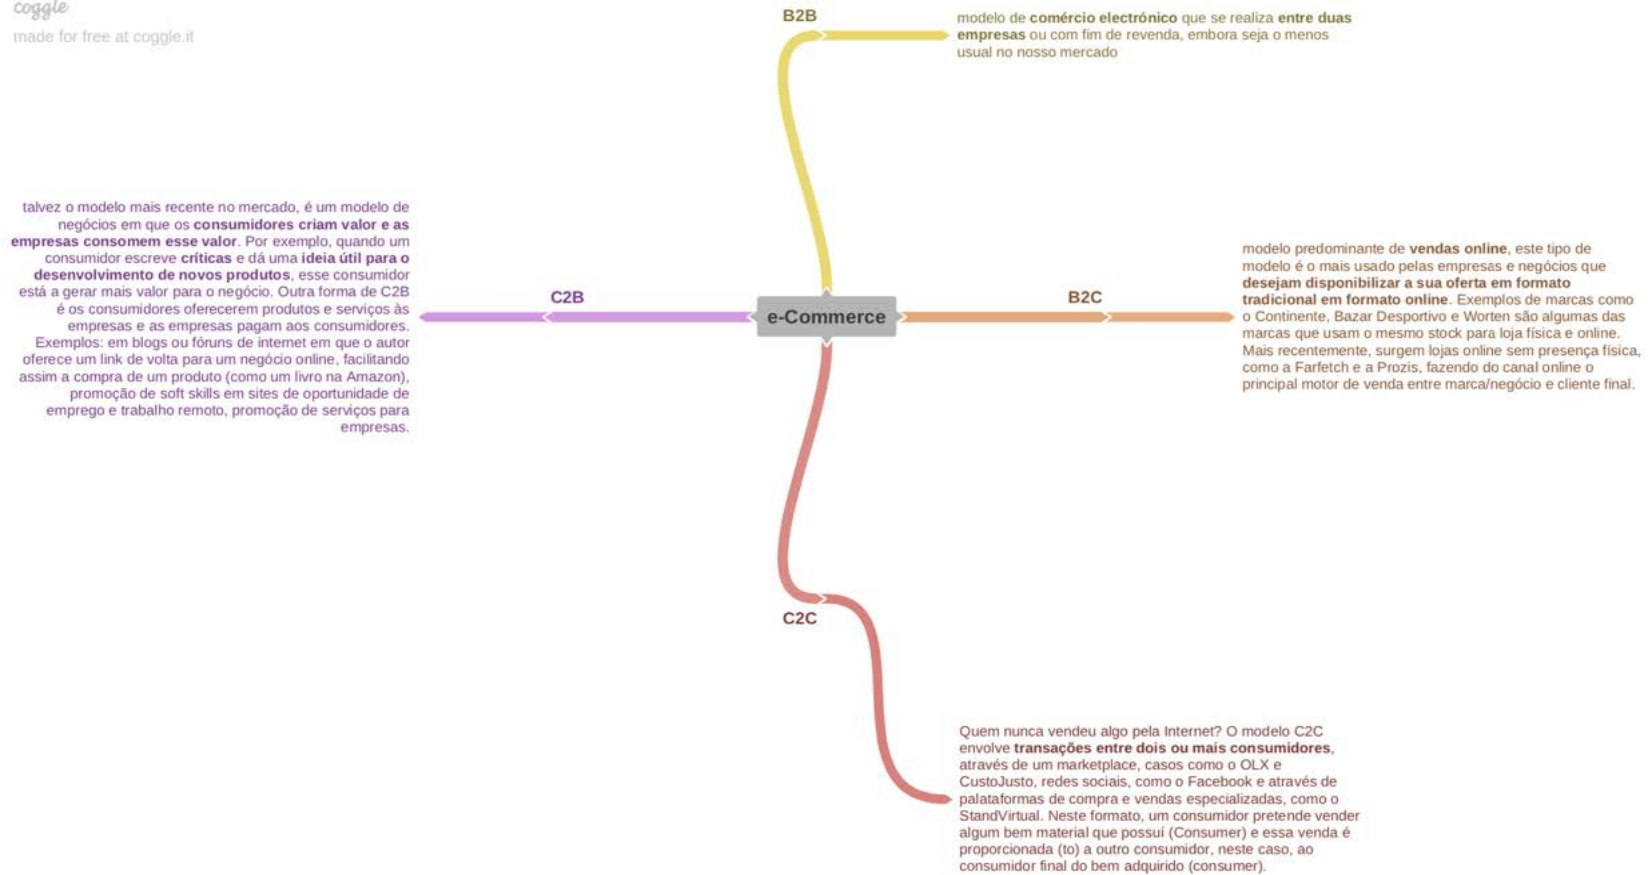 coggle
made for free at coggle.it
B2B
modelo de comércio electrónico que se realiza entre duas
empresas ou com fim de revenda, embora seja o menos
usual no nosso mercado
talvez o modelo mais recente no mercado, é um modelo de
negócios em que os consumidores criam valor e as
empresas consomem esse valor. Por exemplo, quando um
consumidor escreve críticas e dá uma ideia útil para o
desenvolvimento de novos produtos, esse consumidor
está a gerar mais valor para o negócio. Outra forma de C2B
é os consumidores oferecerem produtos e serviços às
empresas e as empresas pagam aos consumidores.
Exemplos: em blogs ou fóruns de internet em que o autor
oferece um link de volta para um negócio online, facilitando
assim a compra de um produto (como um livro na Amazon),
promoção de soft skills em sites de oportunidade de
emprego e trabalho remoto, promoção de serviços para
empresas.
C2B
e-Commerce
B2C
modelo predominante de vendas online, este tipo de
modelo é o mais usado pelas empresas e negócios que
desejam disponibilizar a sua oferta em formato
tradicional em formato online. Exemplos de marcas como
o Continente, Bazar Desportivo e Worten são algumas das
marcas que usam o mesmo stock para loja física e online.
Mais recentemente, surgem lojas online sem presença física,
como a Farfetch e a Prozis, fazendo do canal online o
principal motor de venda entre marca/negócio e cliente final.
C2C
Quem nunca vendeu algo pela Internet? O modelo C2C
envolve transações entre dois ou mais consumidores,
através de um marketplace, casos como o OLX e
CustoJusto, redes sociais, como o Facebook e através de
palataformas de compra e vendas especializadas, como o
StandVirtual. Neste formato, um consumidor pretende vender
algum bem material que possuí (Consumer) e essa venda é
proporcionada (to) a outro consumidor, neste caso, ao
consumidor final do bem adquirido (consumer).